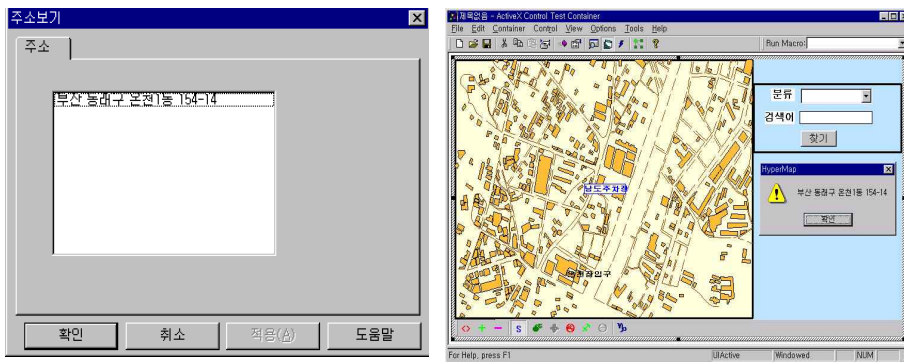 주소보기
주소
부산 동래구 온천1동 154-14
확인
취소
적용(A)
도움말
제목없음 - ActiveX Control Test Container
File Edit Container Control View Options Tools Help
Run Macro:
분류
검색어
찾기
남도주차장
HyperMap
부산 동래구 온천1동 154-14
확인
S
For Help, press F1
UIActive
Windowed
NUM